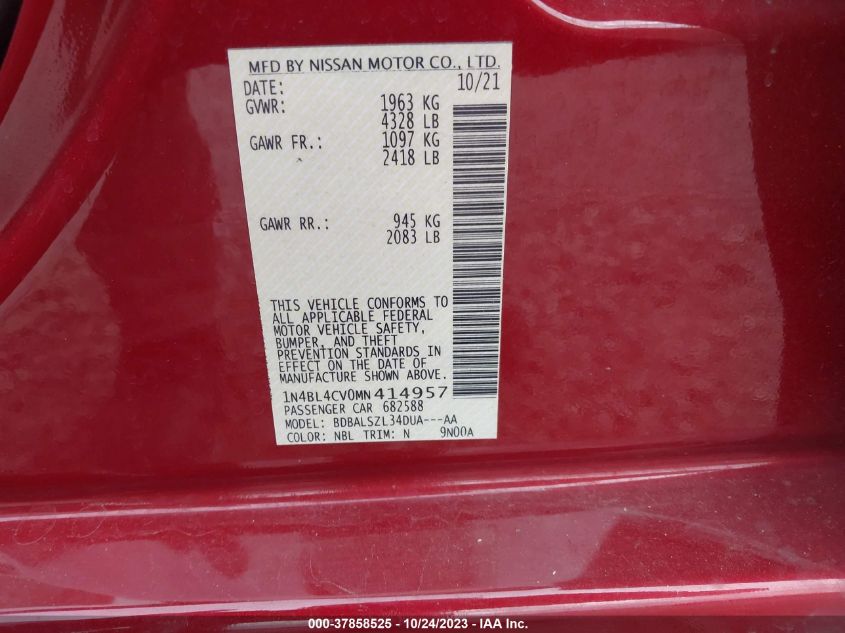 MFD BY NISSAN MOTOR CO., LTD.
DATE: 10/21
GVWR: 1963 KG
4328 LB
GAWR FR.: 1097 KG
2418 LB
GAWR RR.: 945 KG
2083 LB
THIS VEHICLE CONFORMS TO
ALL APPLICABLE FEDERAL
MOTOR VEHICLE SAFETY,
BUMPER, AND THEFT
PREVENTION STANDARDS IN
EFFECT ON THE DATE OF
MANUFACTURE SHOWN ABOVE.
1N4BL4CV0MN414957
PASSENGER CAR 682588
MODEL: BDBALSZL34DUA---AA
COLOR: NBL TRIM: N 9N00A
000-37858525 - 10/24/2023 - IAA Inc.